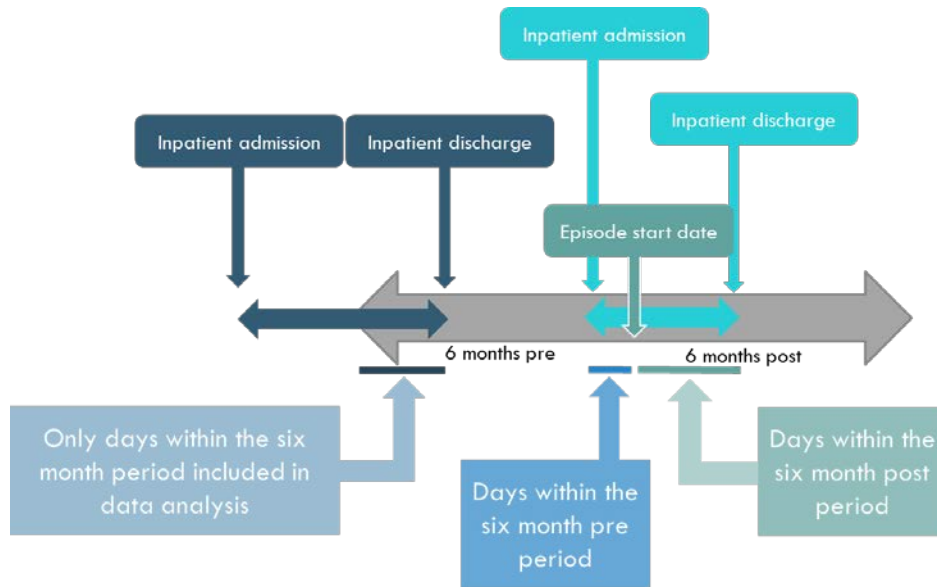 Inpatient admission
Inpatient discharge
Inpatient admission
Inpatient discharge
Episode start date
6 months pre
6 months post
Only days within the six
month period included in
data analysis
Days within the
six month pre
period
Days within the
six month post
period